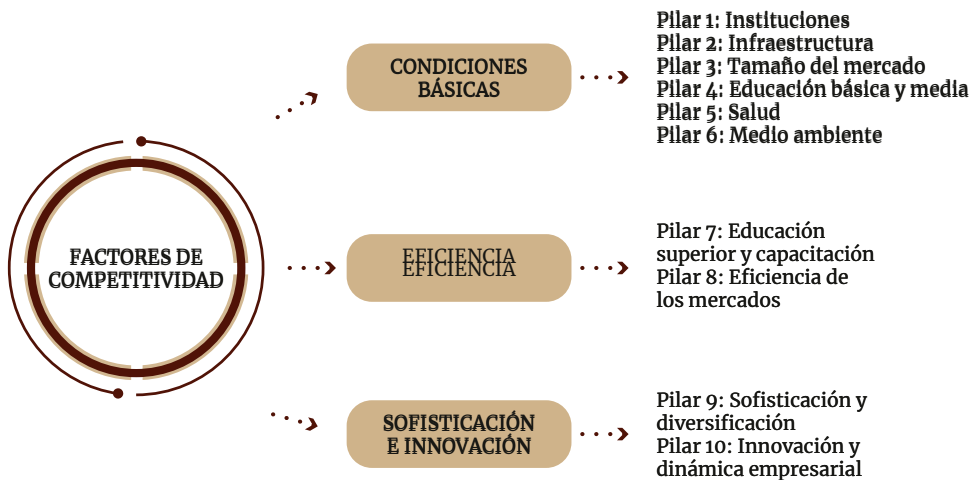 FACTORES DE
COMPETITIVIDAD
CONDICIONES
BÁSICAS
Pilar 1: Instituciones
Pilar 2: Infraestructura
Pilar 3: Tamaño del mercado
Pilar 4: Educación básica y media
Pilar 5: Salud
Pilar 6: Medio ambiente
EFICIENCIA
EFICIENCIA
Pilar 7: Educación
superior y capacitación
Pilar 8: Eficiencia de
los mercados
SOFISTICACIÓN
E INNOVACIÓN
Pilar 9: Sofisticación y
diversificación
Pilar 10: Innovación y
dinámica empresarial